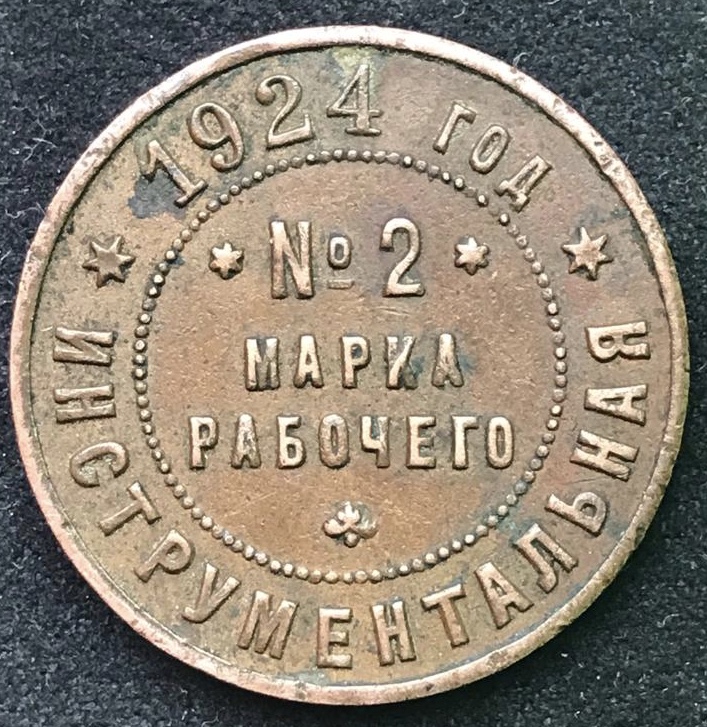 1924 ГОД
№ 2
МАРКА
РАБОЧЕГО
ИНСТРУМЕНТАЛЬНАЯ